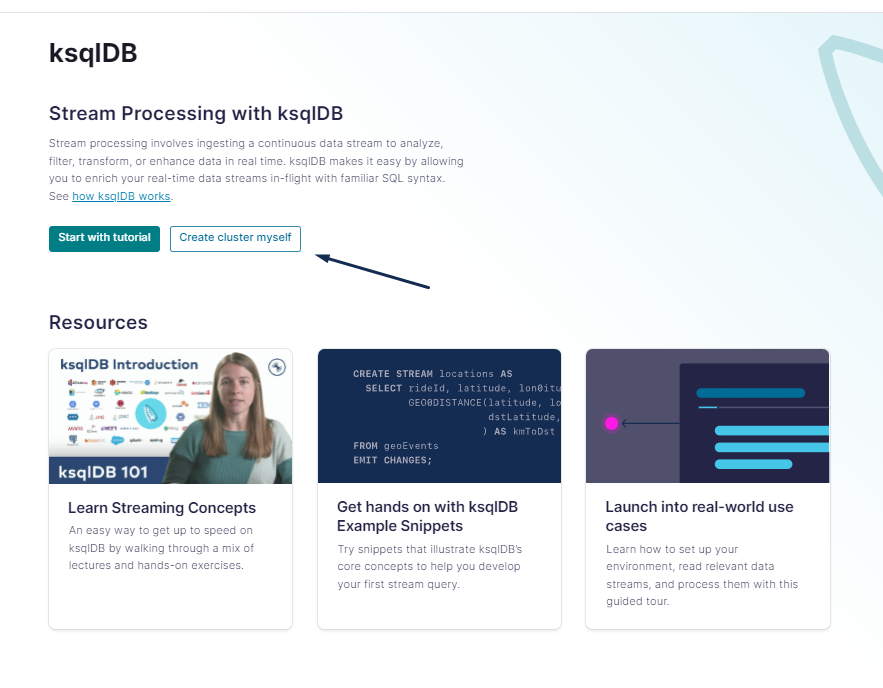 ksqlDB
Stream Processing with ksqlDB
Stream processing involves ingesting a continuous data stream to analyze,
filter, transform, or enhance data in real time. ksqlDB makes it easy by allowing
you to enrich your real-time data streams in-flight with familiar SQL syntax.
See how ksqlDB works.
Start with tutorial
Create cluster myself
Resources
ksqlDB Introduction
ksqlDB 101
Learn Streaming Concepts
An easy way to get up to speed on
ksqlDB by walking through a mix of
lectures and hands-on exercises.
CREATE STREAM locations AS
SELECT rideId, latitude, lon0itu
GEO0DISTANCE(latitude, lo
dstLatitude,
) AS kmToDst
FROM geoEvents
EMIT CHANGES;
Get hands on with ksqlDB
Example Snippets
Try snippets that illustrate ksqlDB's
core concepts to help you develop
your first stream query.
Launch into real-world use
cases
Learn how to set up your
environment, read relevant data
streams, and process them with this
guided tour.